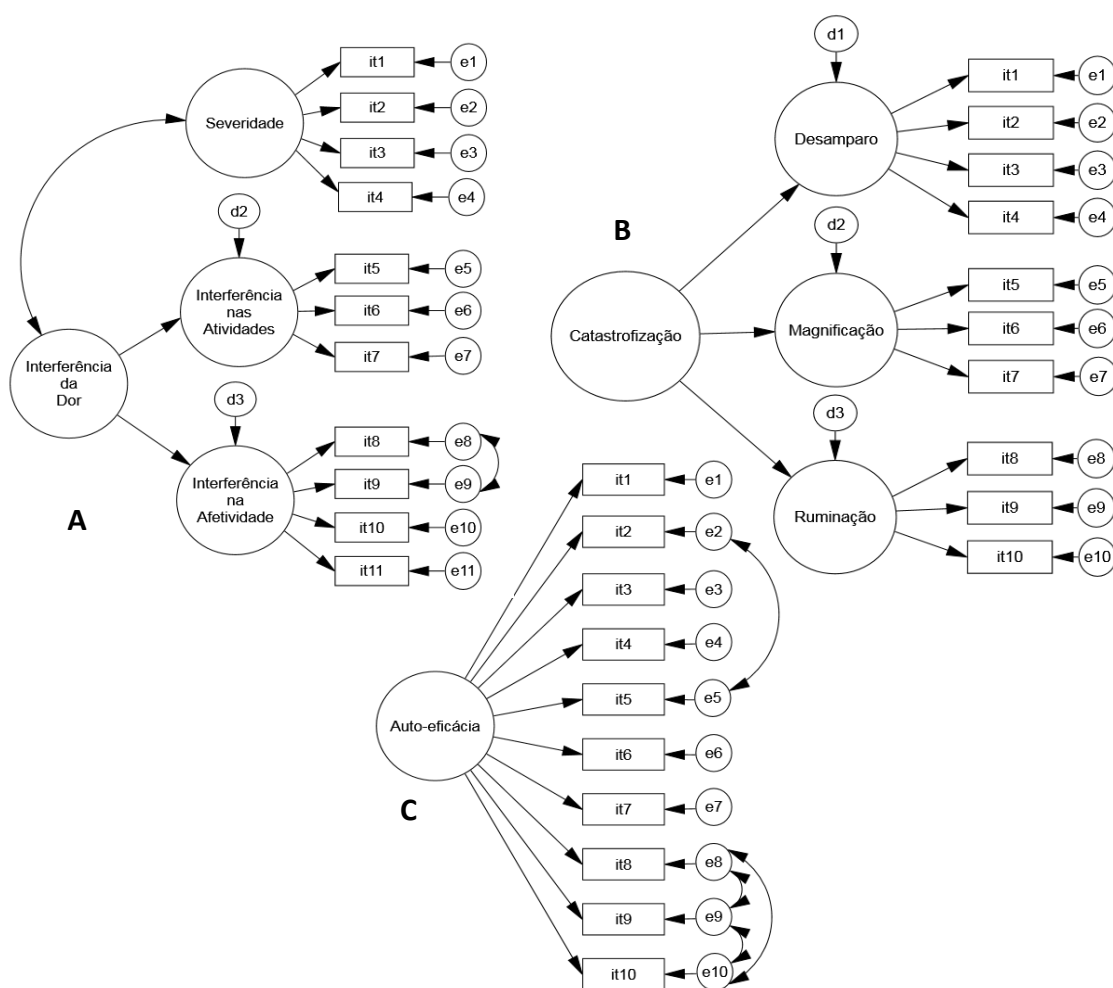 Severidade
it1
e1
it2
e2
it3
e3
it4
e4
d2
Interferência
nas
Atividades
it5
e5
it6
e6
it7
e7
Interferência
da
Dor
d3
Interferência
na
Afetividade
it8
e8
it9
e9
it10
e10
it11
e11
A
d1
Desamparo
it1
e1
it2
e2
it3
e3
it4
e4
B
d2
Catastrofização
Magnificação
it5
e5
it6
e6
it7
e7
d3
Ruminação
it8
e8
it9
e9
it10
e10
Auto-eficácia
it1
e1
it2
e2
it3
e3
it4
e4
it5
e5
it6
e6
it7
e7
it8
e8
it9
e9
it10
e10
C